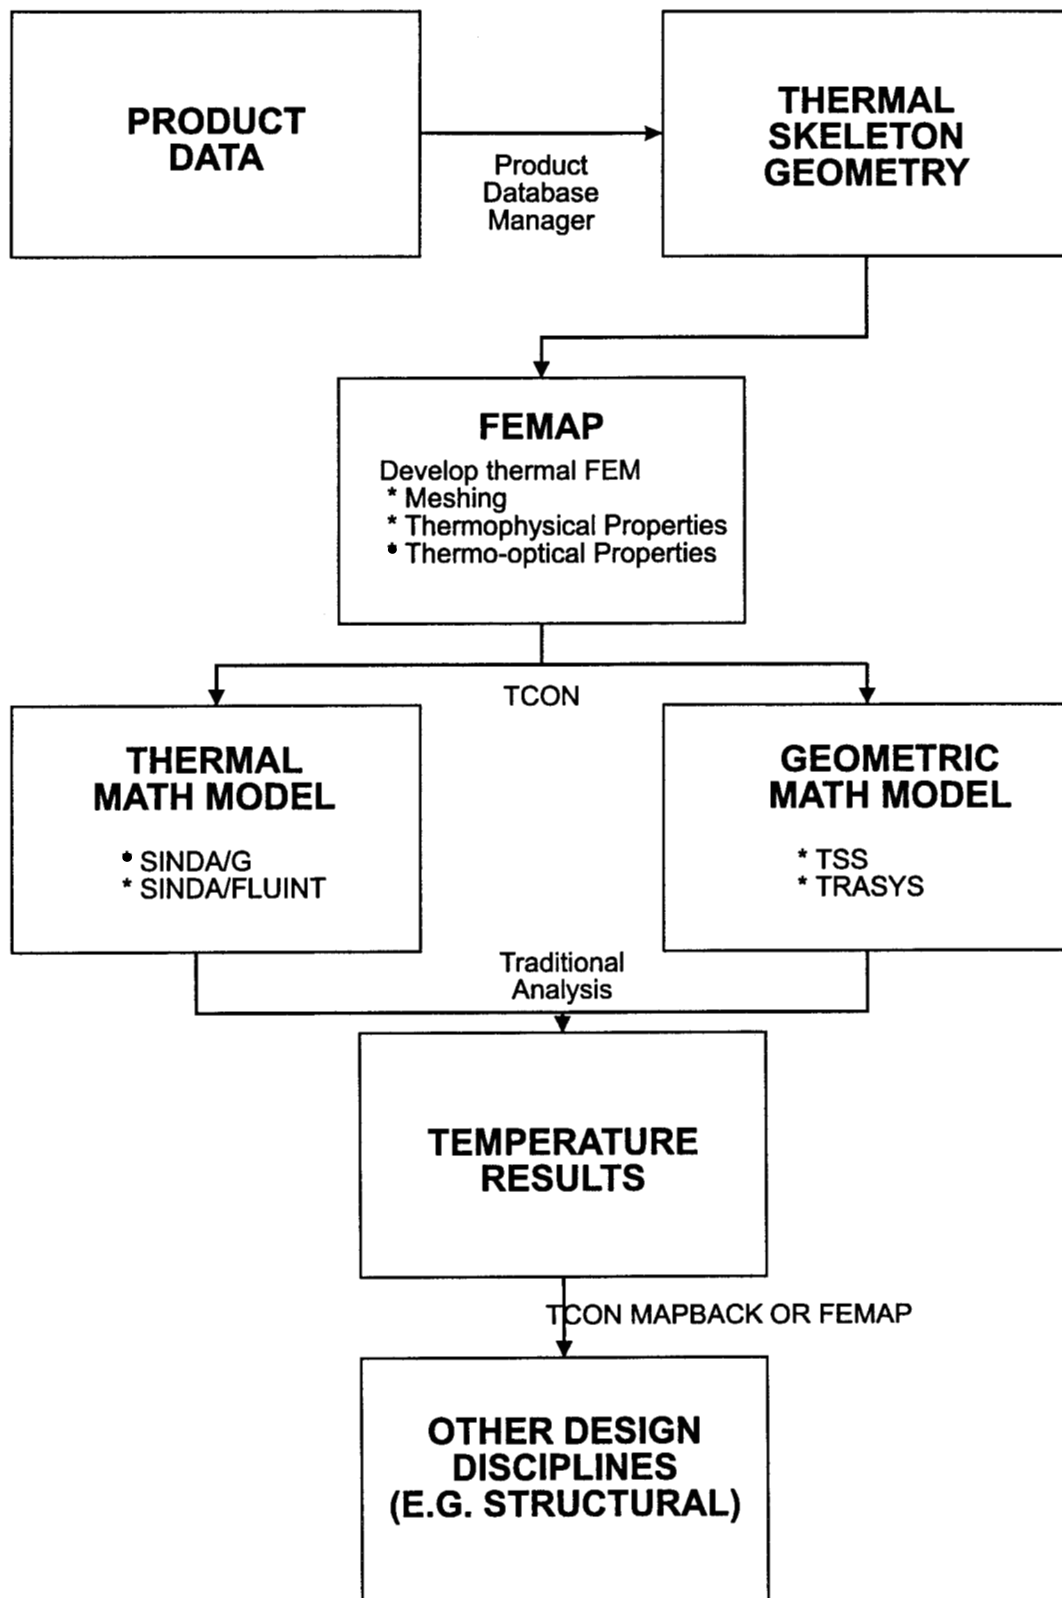 PRODUCT
DATA
Product
Database
Manager
THERMAL
SKELETON
GEOMETRY
FEMAP
Develop thermal FEM
* Meshing
* Thermophysical Properties
* Thermo-optical Properties
TCON
THERMAL
MATH MODEL
* SINDA/G
* SINDA/FLUINT
GEOMETRIC
MATH MODEL
* TSS
* TRASYS
Traditional
Analysis
TEMPERATURE
RESULTS
TCON MAPBACK OR FEMAP
OTHER DESIGN
DISCIPLINES
(E.G. STRUCTURAL)